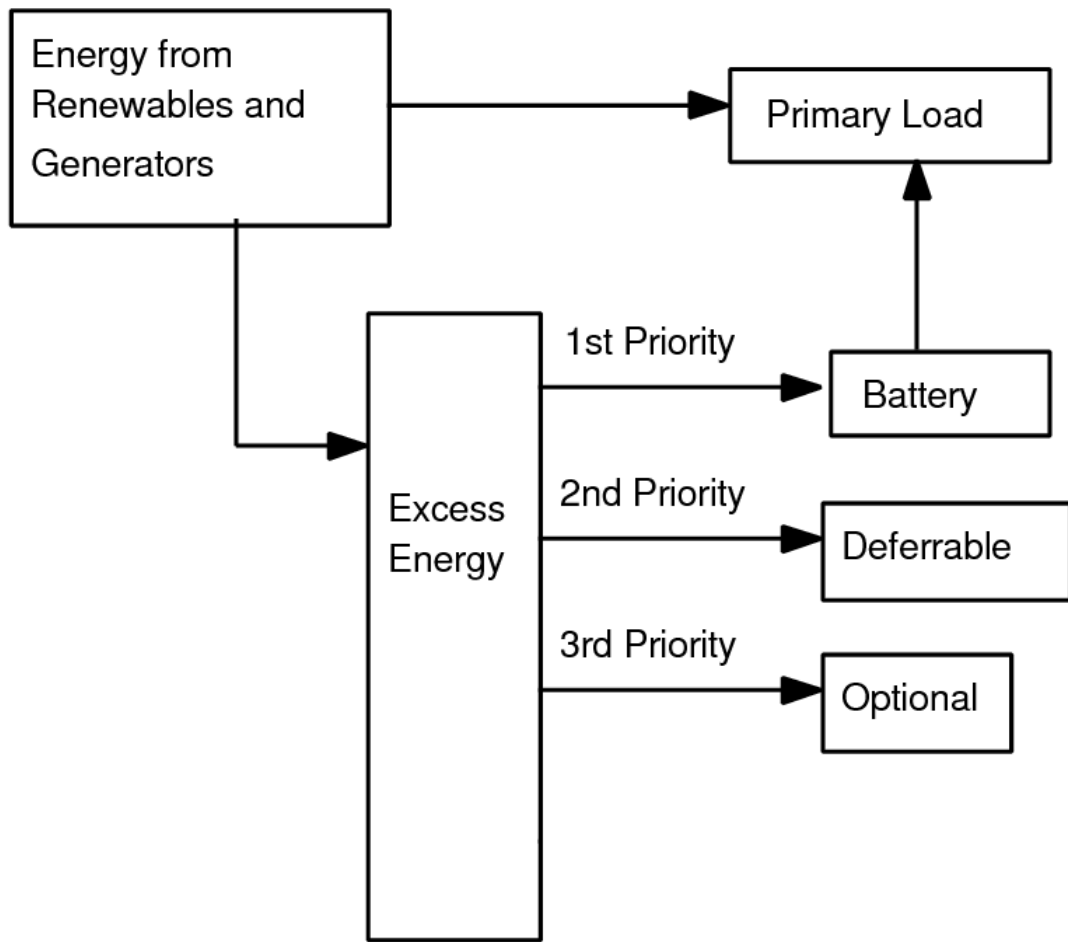 Energy from
Renewables and
Generators
Primary Load
1st Priority
Battery
2nd Priority
Excess
Energy
Deferrable
3rd Priority
Optional